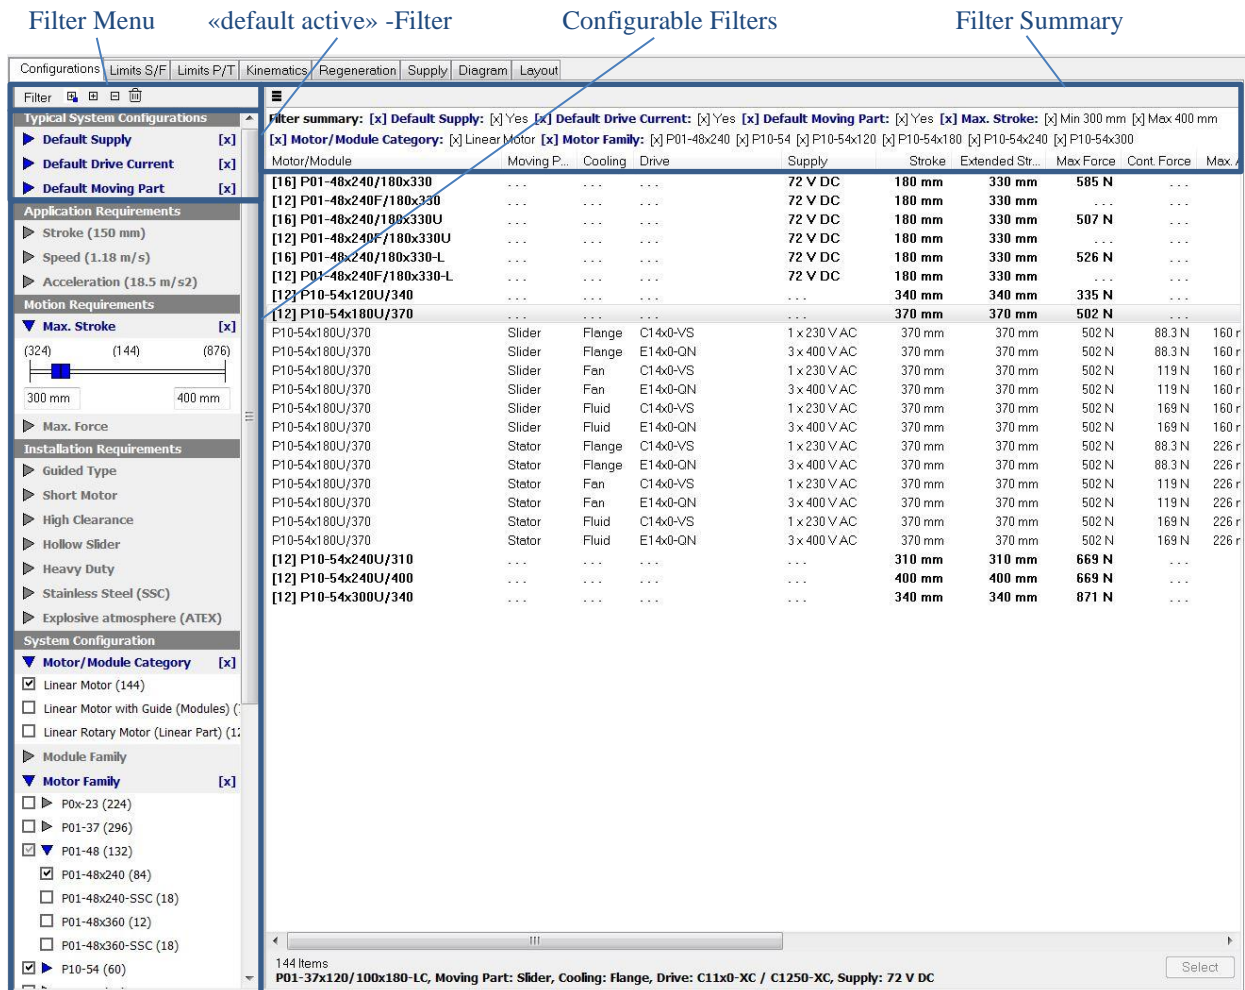 Filter Menu «default active» -Filter Configurable Filters Filter Summary
Configurations Limits S/F Limits P/T Kinematics Regeneration Supply Diagram Layout
Filter
Typical System Configurations
Default Supply [x]
Default Drive Current [x]
Default Moving Part [x]
Application Requirements
Stroke (150 mm)
Speed (1.18 m/s)
Acceleration (18.5 m/s2)
Motion Requirements
Max. Stroke [x]
(324) (144) (876)
300 mm 400 mm
Max. Force
Installation Requirements
Guided Type
Short Motor
High Clearance
Hollow Slider
Heavy Duty
Stainless Steel (SSC)
Explosive atmosphere (ATEX)
System Configuration
Motor/Module Category [x]
Linear Motor (144)
Linear Motor with Guide (Modules) (
Linear Rotary Motor (Linear Part) (12
Module Family
Motor Family [x]
P0x-23 (224)
P01-37 (296)
P01-48 (132)
P01-48x240 (84)
P01-48x240-SSC (18)
P01-48x360 (12)
P01-48x360-SSC (18)
P10-54 (60)
Filter summary: [x] Default Supply: [x] Yes [x] Default Drive Current: [x] Yes [x] Default Moving Part: [x] Yes [x] Max. Stroke: [x] Min 300 mm [x] Max 400 mm
[x] Motor/Module Category: [x] Linear Motor [x] Motor Family: [x] P01-48x240 [x] P10-54 [x] P10-54x120 [x] P10-54x180 [x] P10-54x240 [x] P10-54x300
Motor/Module Moving P... Cooling Drive Supply Stroke Extended Str... Max Force Cont. Force Max. A
[16] P01-48x240/180x330 ... ... ... 72 V DC 180 mm 330 mm 585 N ...
[12] P01-48x240F/180x330 ... ... ... 72 V DC 180 mm 330 mm ... ...
[16] P01-48x240/180x330U ... ... ... 72 V DC 180 mm 330 mm 507 N ...
[12] P01-48x240F/180x330U ... ... ... 72 V DC 180 mm 330 mm ... ...
[16] P01-48x240/180x330-L ... ... ... 72 V DC 180 mm 330 mm 526 N ...
[12] P01-48x240F/180x330-L ... ... ... 72 V DC 180 mm 330 mm ... ...
[12] P10-54x120U/340 ... ... ... ... 340 mm 340 mm 335 N ...
[12] P10-54x180U/370 ... ... ... ... 370 mm 370 mm 502 N ...
P10-54x180U/370 Slider Flange C14x0-VS 1 x 230 V AC 370 mm 370 mm 502 N 88.3 N 160 r
P10-54x180U/370 Slider Flange E14x0-QN 3 x 400 V AC 370 mm 370 mm 502 N 88.3 N 160 r
P10-54x180U/370 Slider Fan C14x0-VS 1 x 230 V AC 370 mm 370 mm 502 N 119 N 160 r
P10-54x180U/370 Slider Fan E14x0-QN 3 x 400 V AC 370 mm 370 mm 502 N 119 N 160 r
P10-54x180U/370 Slider Fluid C14x0-VS 1 x 230 V AC 370 mm 370 mm 502 N 169 N 160 r
P10-54x180U/370 Slider Fluid E14x0-QN 3 x 400 V AC 370 mm 370 mm 502 N 169 N 160 r
P10-54x180U/370 Stator Flange C14x0-VS 1 x 230 V AC 370 mm 370 mm 502 N 88.3 N 226 r
P10-54x180U/370 Stator Flange E14x0-QN 3 x 400 V AC 370 mm 370 mm 502 N 88.3 N 226 r
P10-54x180U/370 Stator Fan C14x0-VS 1 x 230 V AC 370 mm 370 mm 502 N 119 N 226 r
P10-54x180U/370 Stator Fan E14x0-QN 3 x 400 V AC 370 mm 370 mm 502 N 119 N 226 r
P10-54x180U/370 Stator Fluid C14x0-VS 1 x 230 V AC 370 mm 370 mm 502 N 169 N 226 r
P10-54x180U/370 Stator Fluid E14x0-QN 3 x 400 V AC 370 mm 370 mm 502 N 169 N 226 r
[12] P10-54x240U/310 ... ... ... ... 310 mm 310 mm 669 N ...
[12] P10-54x240U/400 ... ... ... ... 400 mm 400 mm 669 N ...
[12] P10-54x300U/340 ... ... ... ... 340 mm 340 mm 871 N ...
144 Items
P01-37x120/100x180-LC, Moving Part: Slider, Cooling: Flange, Drive: C11x0-XC / C1250-XC, Supply: 72 V DC
Select